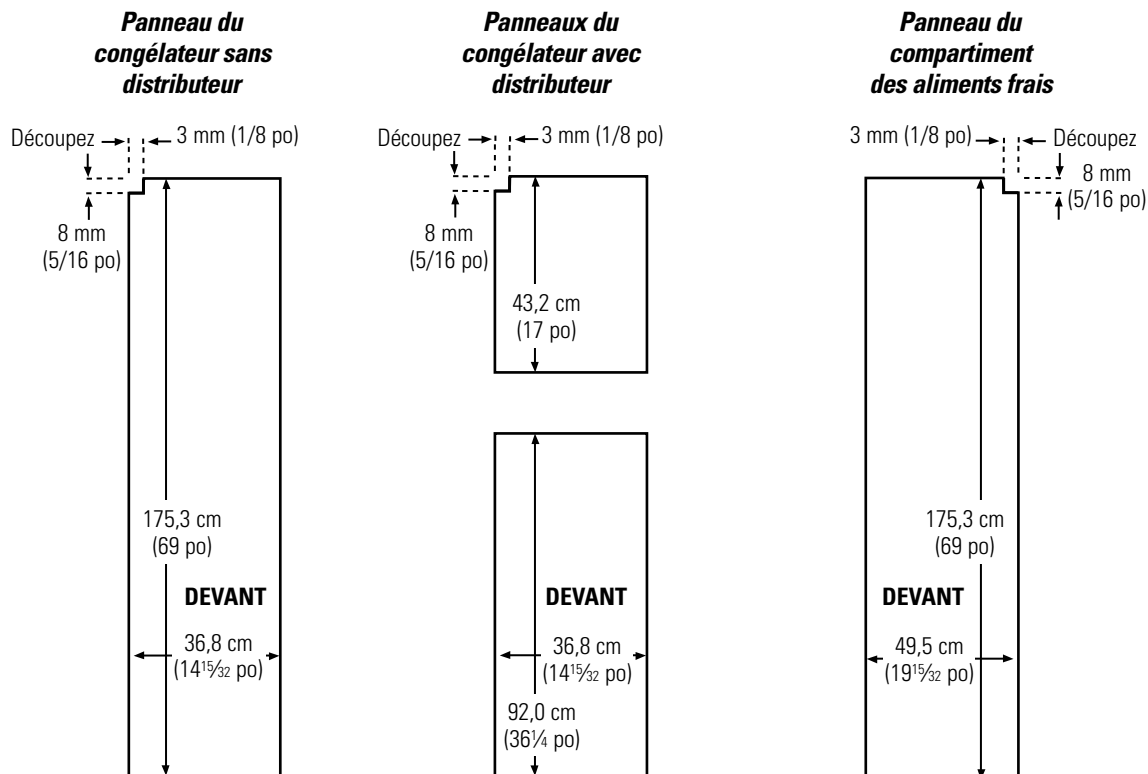 Panneau du
congélateur sans
distributeur
Découpez
3 mm (1/8 po)
8 mm
(5/16 po)
175,3 cm
(69 po)
DEVANT
36,8 cm
(14 15/32 po)
Panneaux du
congélateur avec
distributeur
Découpez
3 mm (1/8 po)
8 mm
(5/16 po)
43,2 cm
(17 po)
DEVANT
36,8 cm
(14 15/32 po)
92,0 cm
(36 1/4 po)
Panneau du
compartiment
des aliments frais
3 mm (1/8 po)
Découpez
8 mm
(5/16 po)
175,3 cm
(69 po)
DEVANT
49,5 cm
(19 15/32 po)